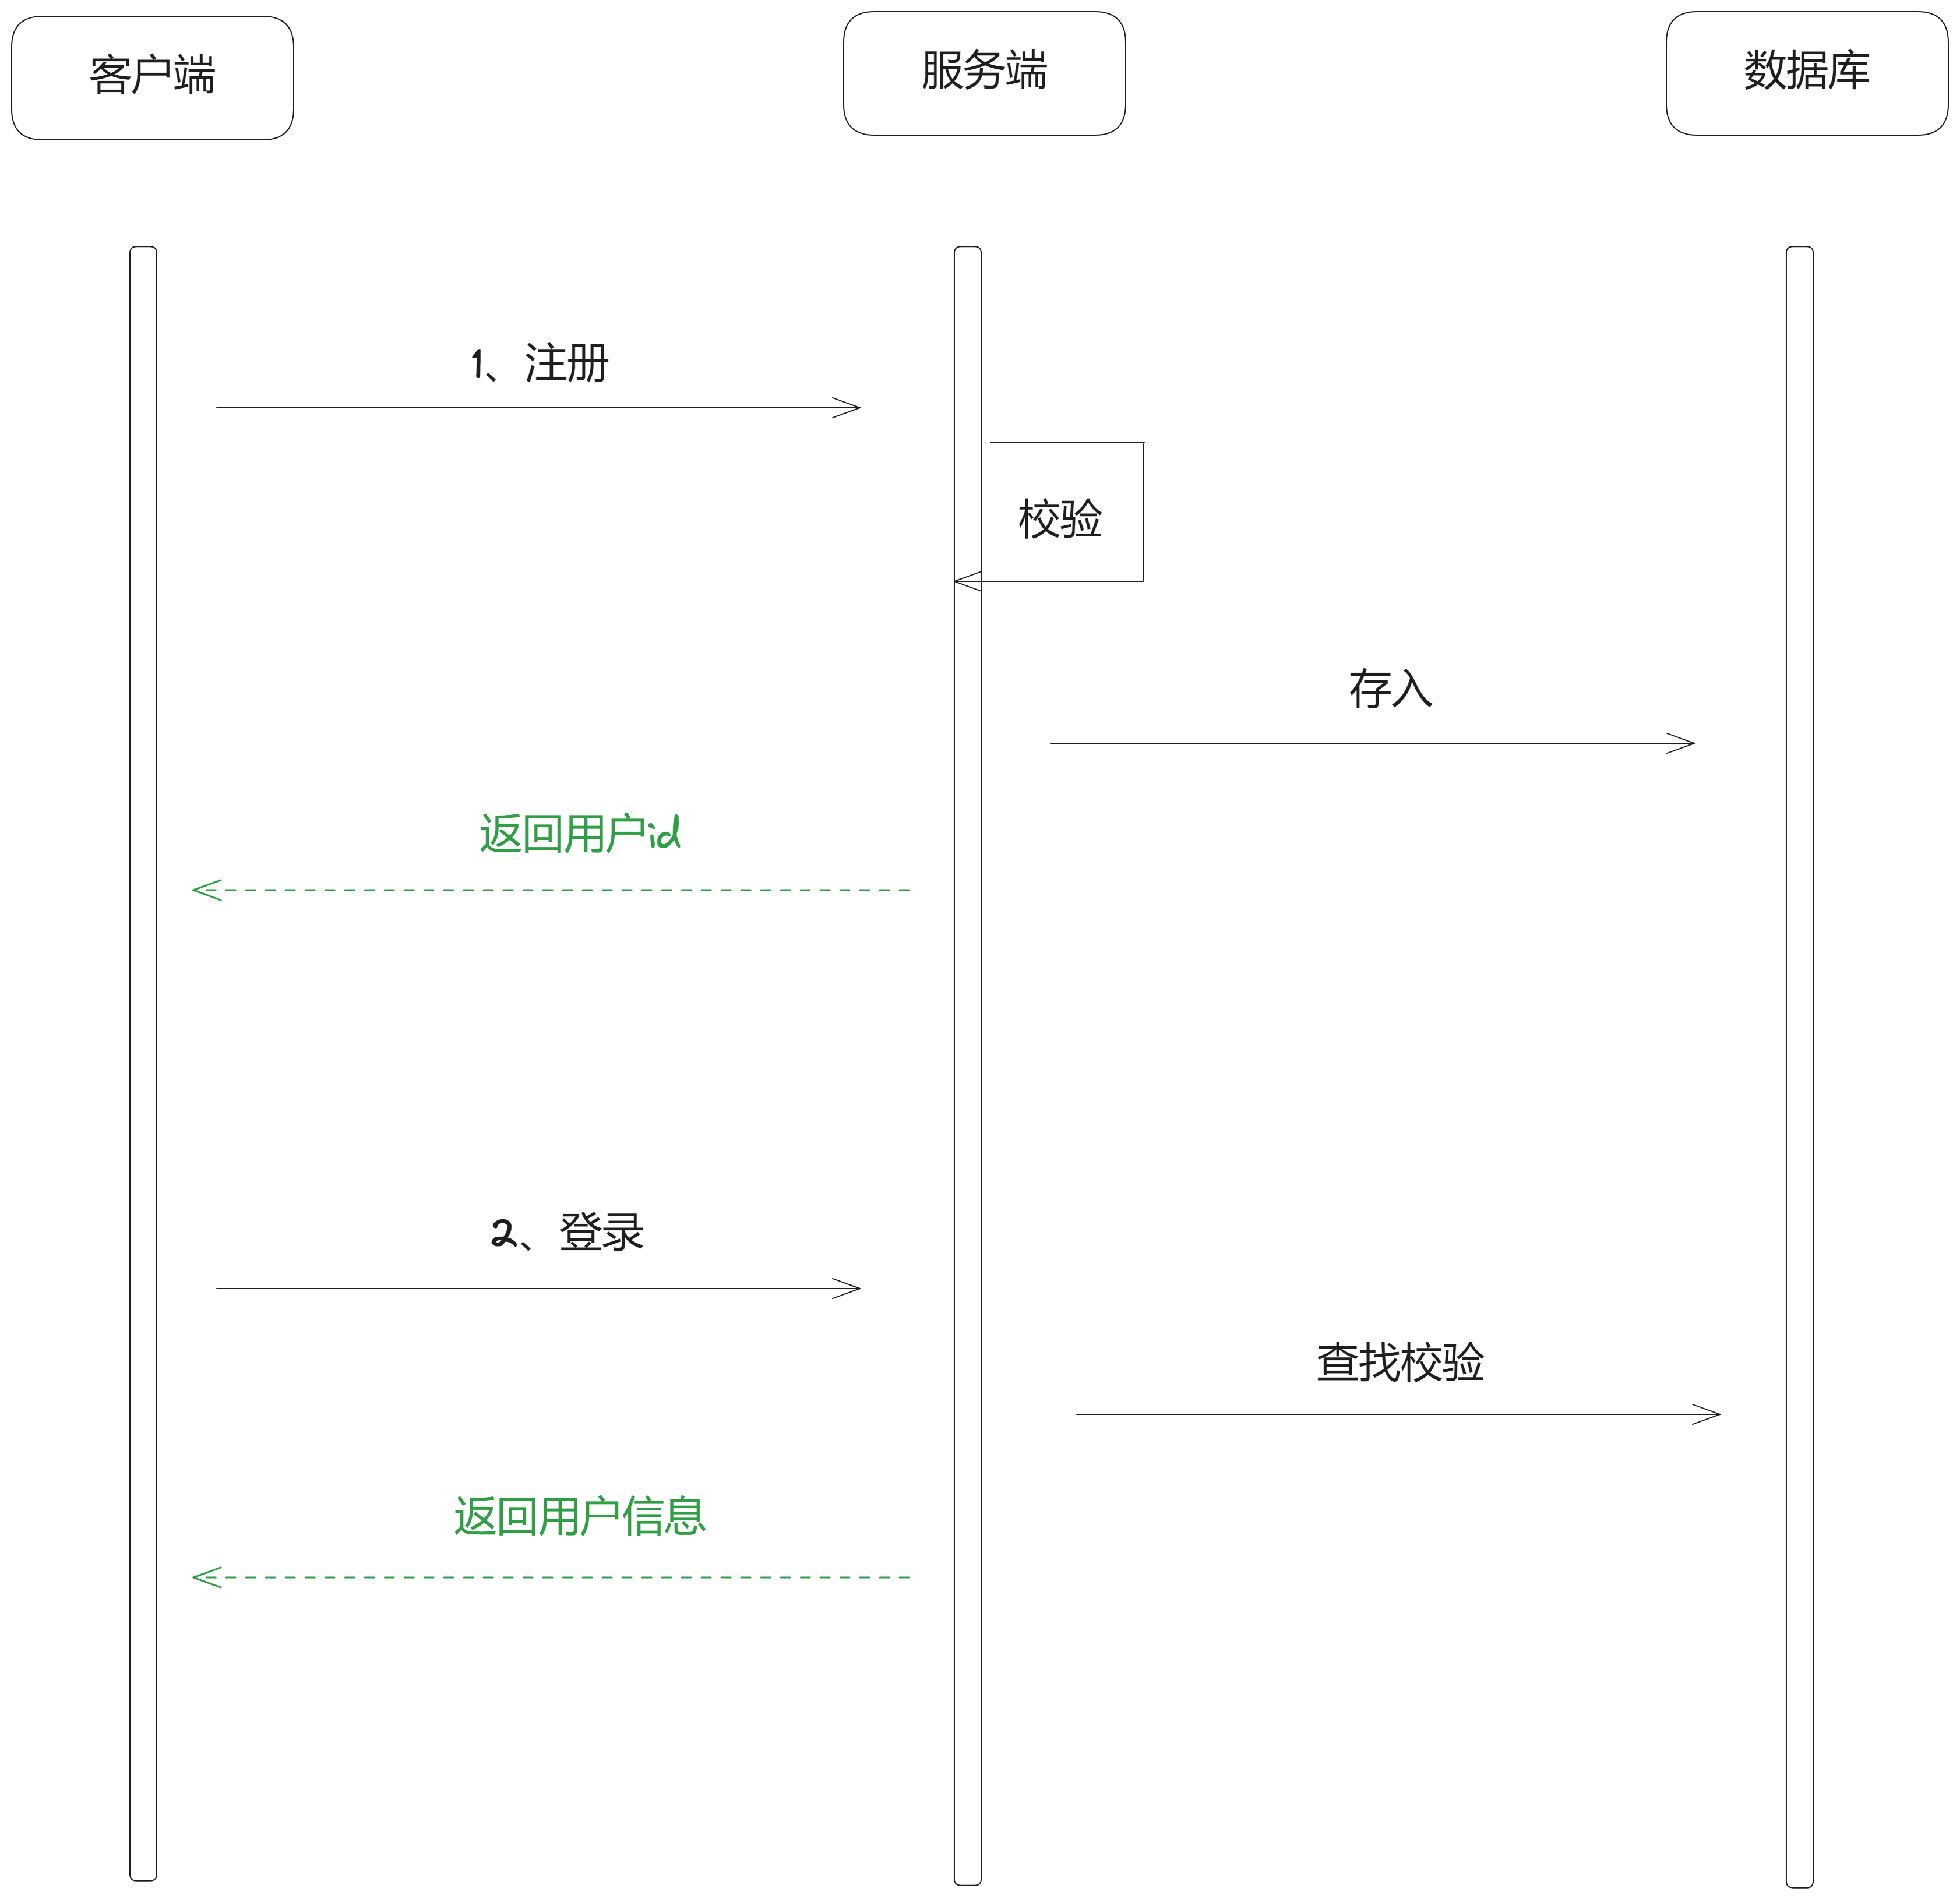 客户端
服务端
数据库
1、注册
校验
存入
返回用户id
2、登录
查找校验
返回用户信息